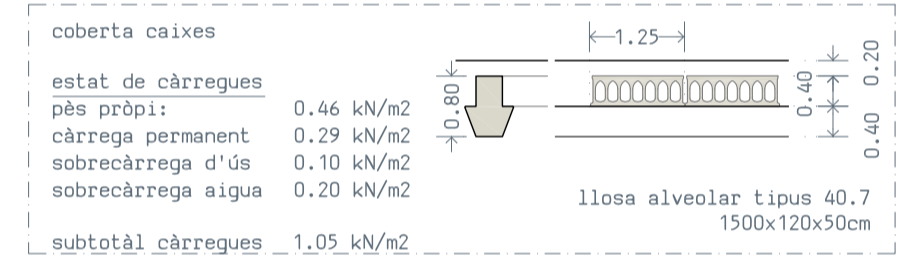 coberta caixes
estat de càrregues
pès pròpi: 0.46 kN/m2
càrrega permanent 0.29 kN/m2
sobrecàrrega d'ús 0.10 kN/m2
sobrecàrrega aigua 0.20 kN/m2
subtotàl càrregues 1.05 kN/m2
1.25
0.80
0.40
0.20
0.40
llosa alveolar tipus 40.7
1500x120x50cm